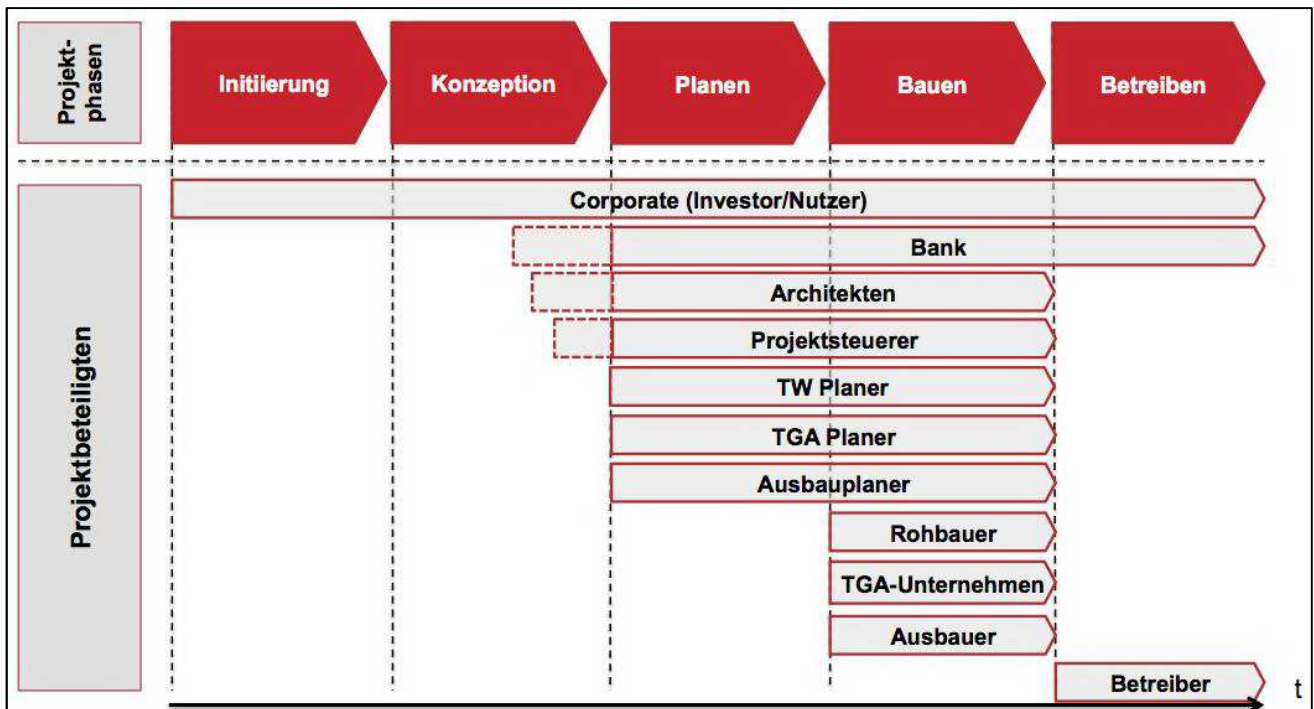 Projekt-
phasen
Initiierung
Konzeption
Planen
Bauen
Betreiben
Projektbeteiligten
Corporate (Investor/Nutzer)
Bank
Architekten
Projektsteuerer
TW Planer
TGA Planer
Ausbauplaner
Rohbauer
TGA-Unternehmen
Ausbauer
Betreiber
t